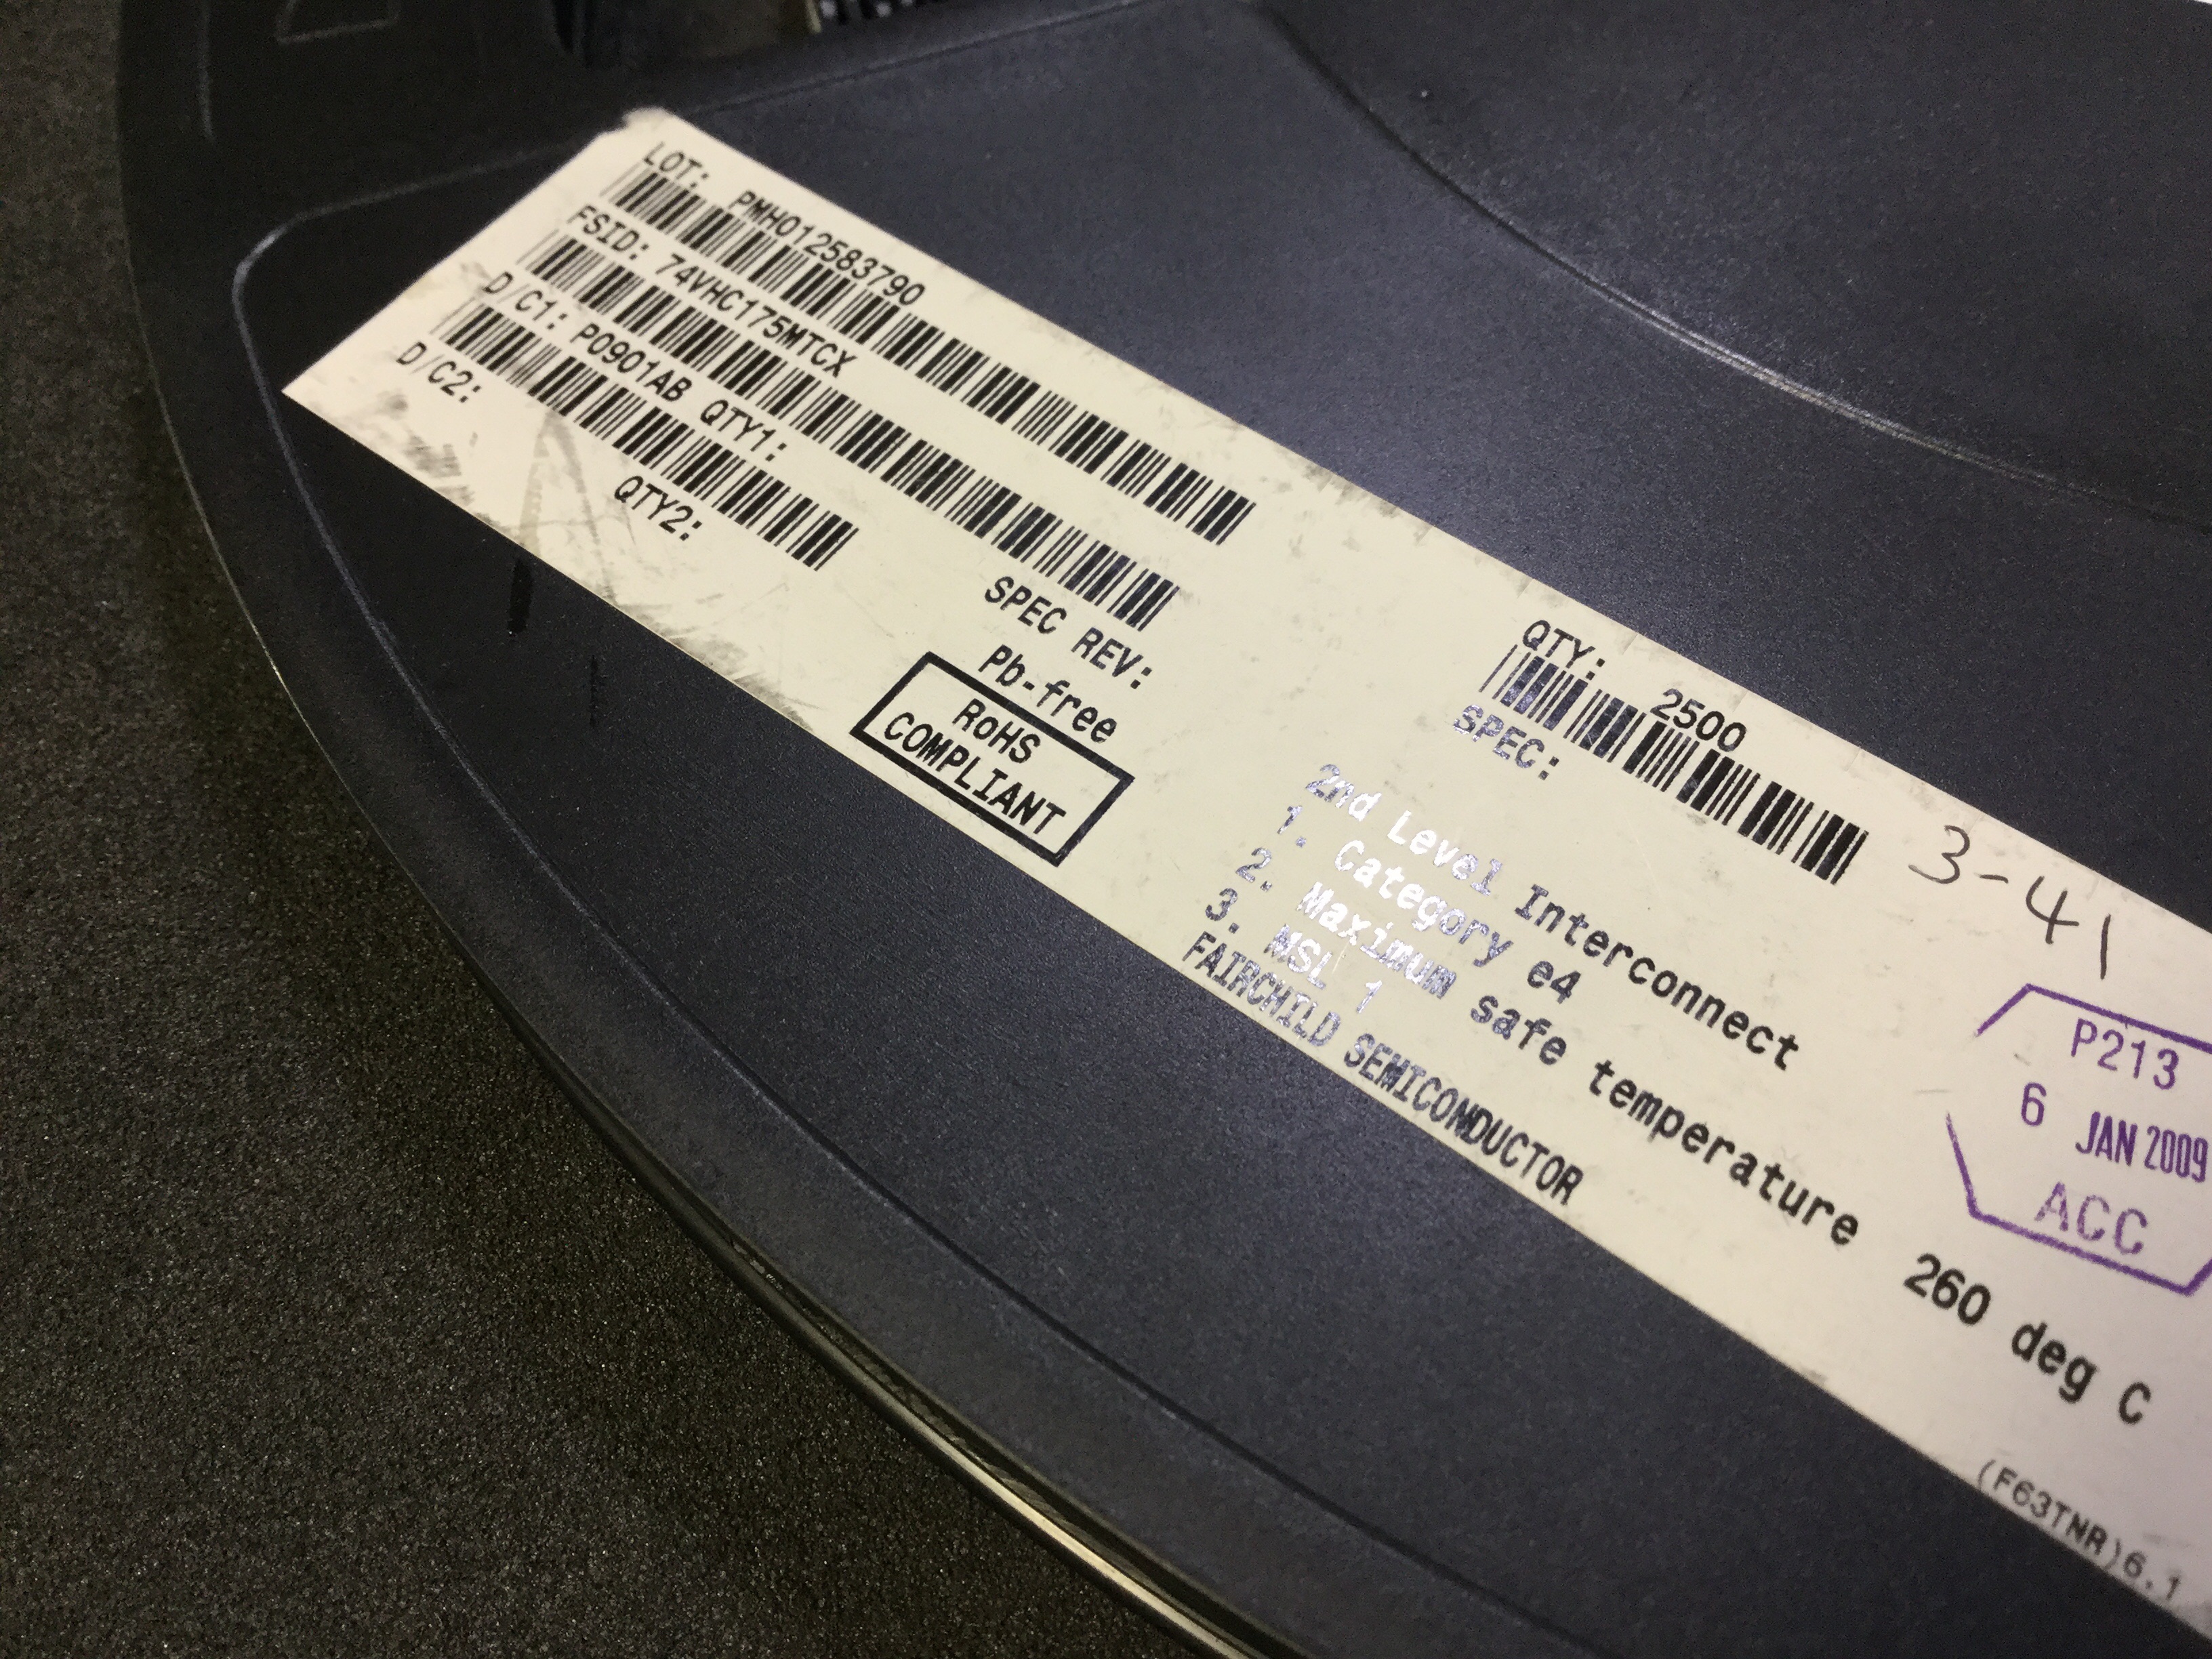 LOT: PMH012583790
FSID: 74VHC175MTCX
D/C1: P0901AB QTY1:
D/C2: QTY2:
SPEC REV:
Pb-free
RoHS
COMPLIANT
QTY: 2500
SPEC:
2nd Level Interconnect
1. Category e4
2. Maximum safe temperature 260 deg C
3. MSL 1
FAIRCHILD SEMICONDUCTOR
(F63TNR)6.1
3-41
P213
6 JAN 2009
ACC